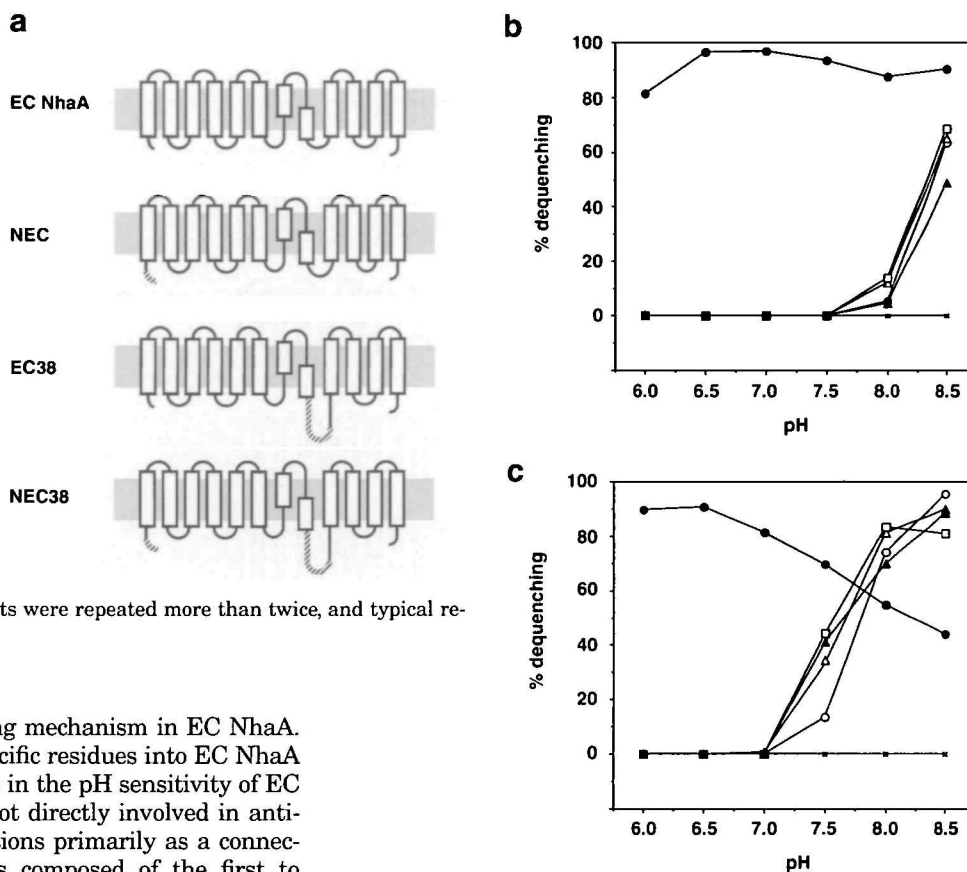 a
EC NhaA
NEC
EC38
NEC38
ts were repeated more than twice, and typical re-
ng mechanism in EC NhaA.
cific residues into EC NhaA
in the pH sensitivity of EC
ot directly involved in anti-
tions primarily as a connec-
s composed of the first to
b
100
80
60
40
20
0
% dequenching
6.0 6.5 7.0 7.5 8.0 8.5
pH
c
100
80
60
40
20
0
% dequenching
6.0 6.5 7.0 7.5 8.0 8.5
pH